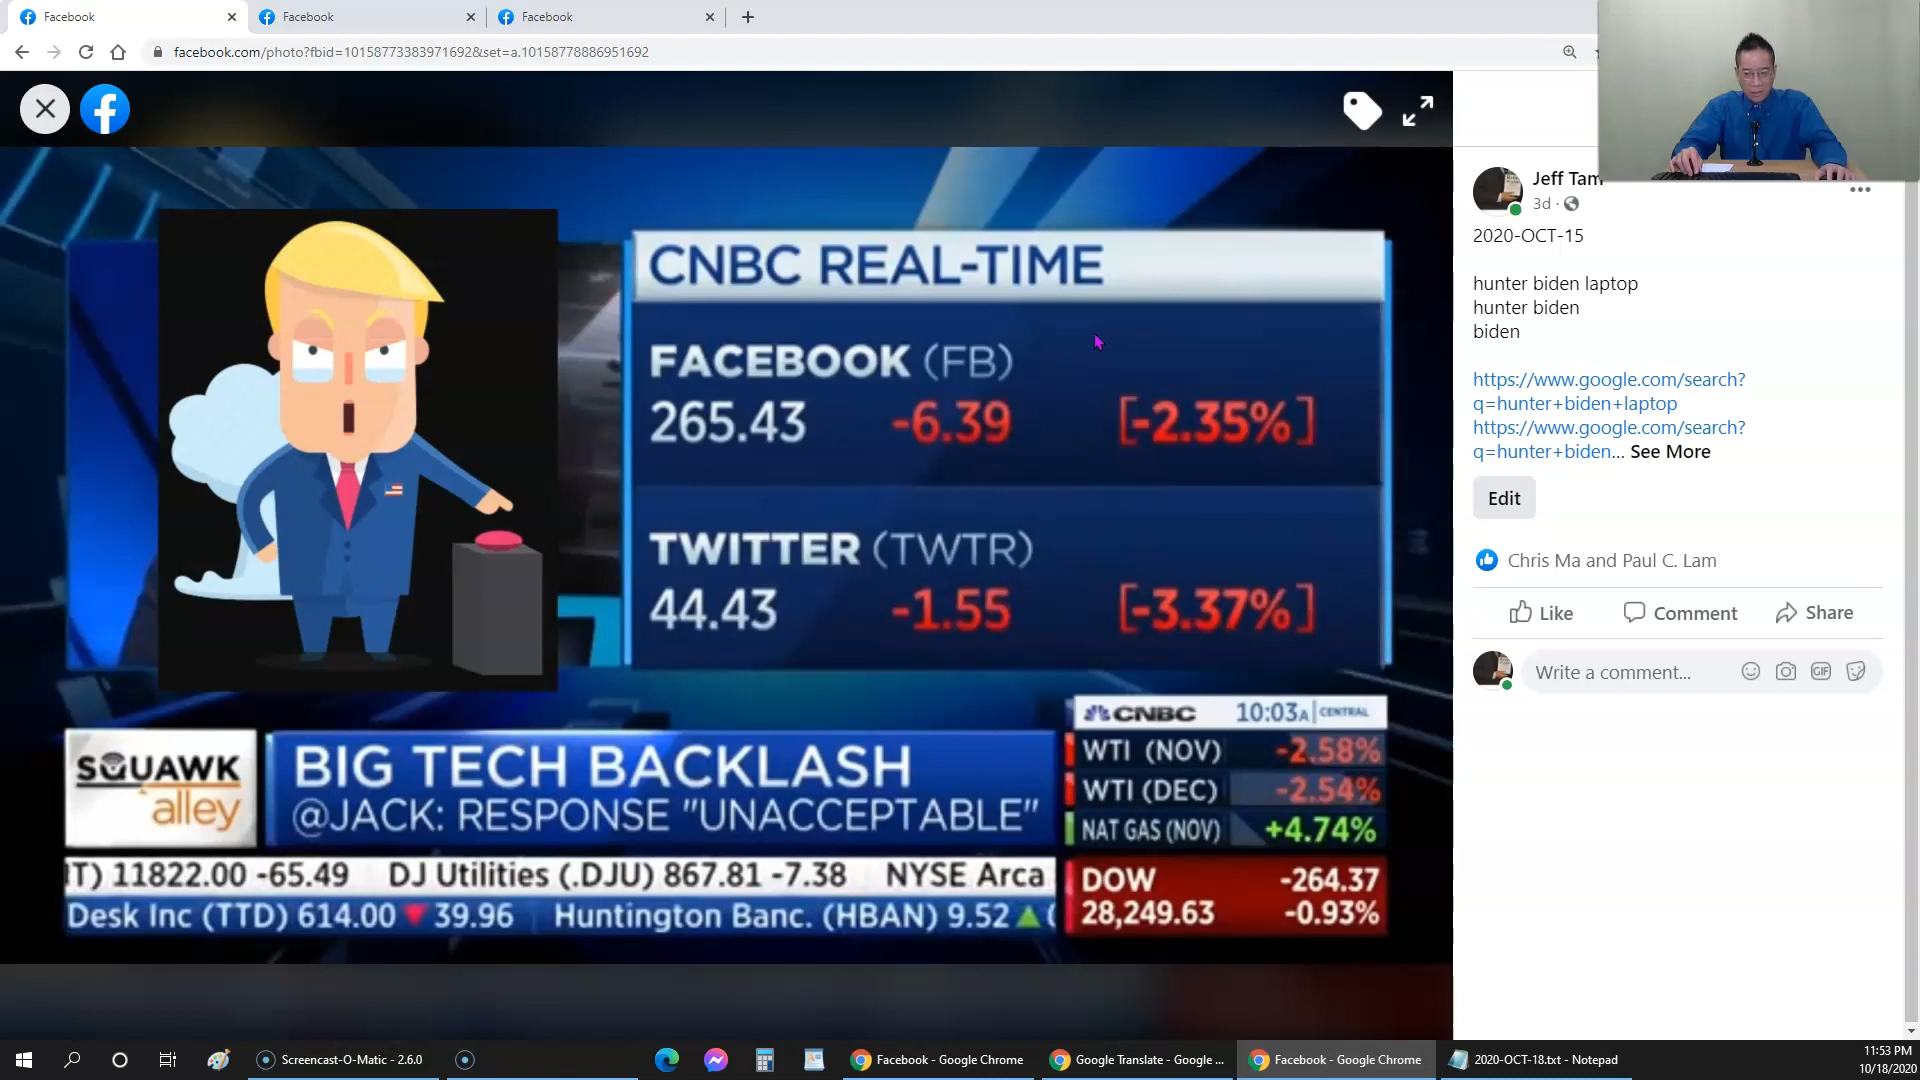 Facebook
Facebook
Facebook
facebook.com/photo?fbid=10158773383971692&set=a.10158778886951692
CNBC REAL-TIME
FACEBOOK (FB)
265.43 -6.39 [-2.35%]
TWITTER (TWTR)
44.43 -1.55 [-3.37%]
SQUAWK
alley
BIG TECH BACKLASH
@JACK: RESPONSE "UNACCEPTABLE"
CNBC 10:03A CENTRAL
WTI (NOV) -2.58%
WTI (DEC) -2.54%
NAT GAS (NOV) +4.74%
T) 11822.00 -65.49 DJ Utilities (.DJU) 867.81 -7.38 NYSE Arca
Desk Inc (TTD) 614.00 ▼ 39.96 Huntington Banc. (HBAN) 9.52 ▲
DOW -264.37
28,249.63 -0.93%
Jeff Tam
3d ·
2020-OCT-15
hunter biden laptop
hunter biden
biden
https://www.google.com/search?
q=hunter+biden+laptop
https://www.google.com/search?
q=hunter+biden... See More
Edit
Chris Ma and Paul C. Lam
Like Comment Share
Write a comment...
GIF
Screencast-O-Matic - 2.6.0
Facebook - Google Chrome
Google Translate - Google ...
Facebook - Google Chrome
2020-OCT-18.txt - Notepad
11:53 PM
10/18/2020